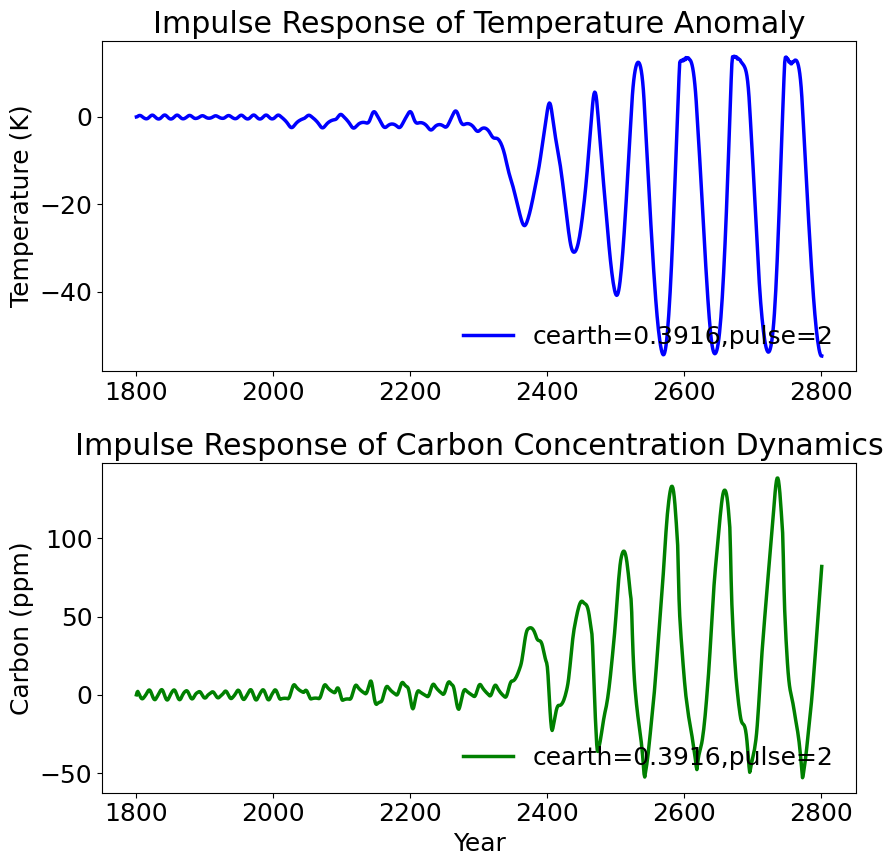 Impulse Response of Temperature Anomaly
Temperature (K)
0
−20
−40
cearth=0.3916,pulse=2
1800 2000 2200 2400 2600 2800
Impulse Response of Carbon Concentration Dynamics
Carbon (ppm)
100
50
0
−50
cearth=0.3916,pulse=2
1800 2000 2200 2400 2600 2800
Year